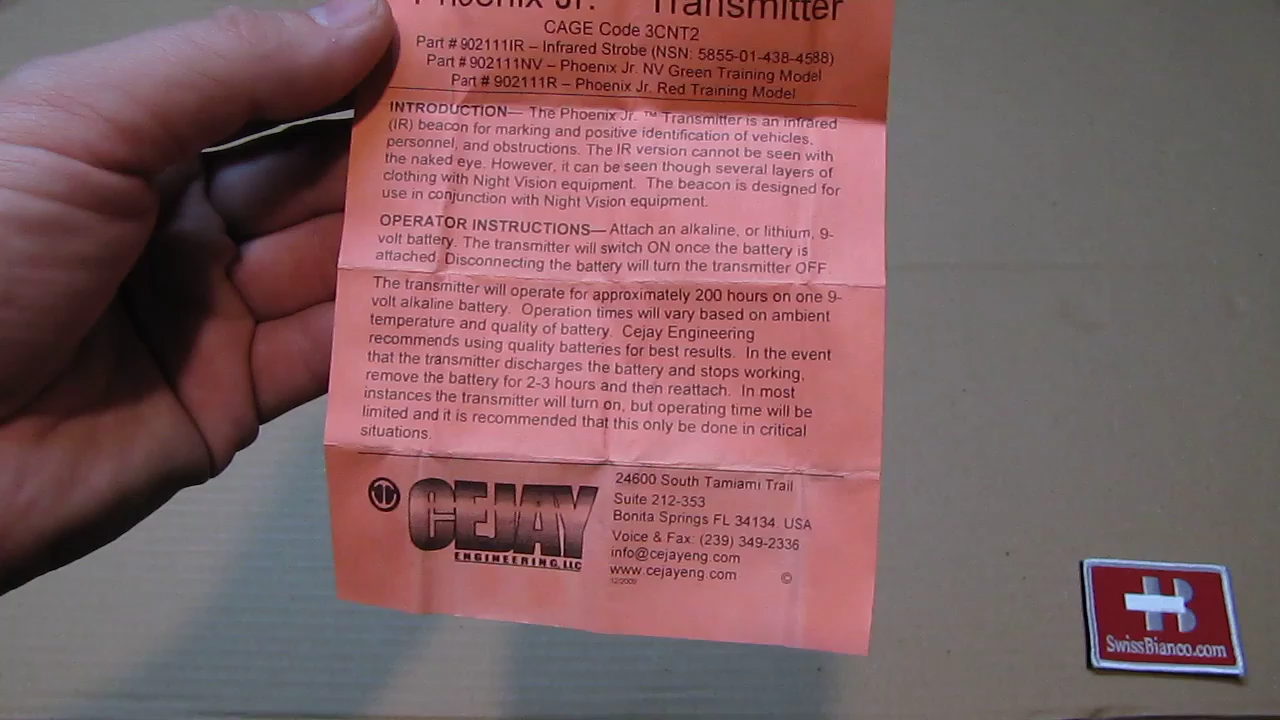 Phoenix Jr. ™ Transmitter
CAGE Code 3CNT2
Part # 902111IR – Infrared Strobe (NSN: 5855-01-438-4588)
Part # 902111NV – Phoenix Jr. NV Green Training Model
Part # 902111R – Phoenix Jr. Red Training Model
INTRODUCTION— The Phoenix Jr. ™ Transmitter is an infrared
(IR) beacon for marking and positive identification of vehicles,
personnel, and obstructions. The IR version cannot be seen with
the naked eye. However, it can be seen though several layers of
clothing with Night Vision equipment. The beacon is designed for
use in conjunction with Night Vision equipment.
OPERATOR INSTRUCTIONS— Attach an alkaline, or lithium, 9-
volt battery. The transmitter will switch ON once the battery is
attached. Disconnecting the battery will turn the transmitter OFF.
The transmitter will operate for approximately 200 hours on one 9-
volt alkaline battery. Operation times will vary based on ambient
temperature and quality of battery. Cejay Engineering
recommends using quality batteries for best results. In the event
that the transmitter discharges the battery and stops working,
remove the battery for 2-3 hours and then reattach. In most
instances the transmitter will turn on, but operating time will be
limited and it is recommended that this only be done in critical
situations.
CEJAY
ENGINEERING, LLC
24600 South Tamiami Trail
Suite 212-353
Bonita Springs FL 34134 USA
Voice & Fax: (239) 349-2336
info@cejayeng.com
www.cejayeng.com ©
12/2009
SwissBianco.com